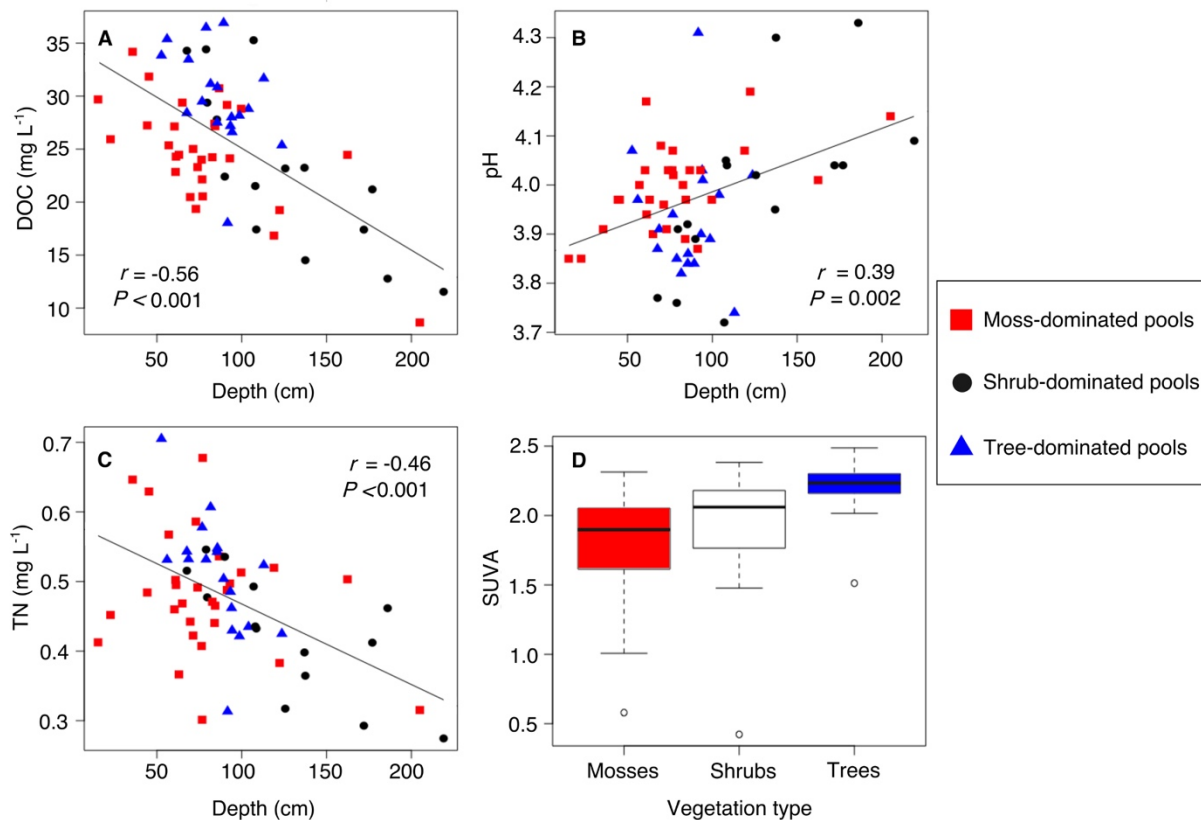 A
DOC (mg L⁻¹)
35
30
25
20
15
10
r = -0.56
P < 0.001
50 100 150 200
Depth (cm)
B
pH
4.3
4.2
4.1
4.0
3.9
3.8
3.7
r = 0.39
P = 0.002
50 100 150 200
Depth (cm)
Moss-dominated pools
Shrub-dominated pools
Tree-dominated pools
C
TN (mg L⁻¹)
0.7
0.6
0.5
0.4
0.3
r = -0.46
P <0.001
50 100 150 200
Depth (cm)
D
SUVA
2.5
2.0
1.5
1.0
0.5
Mosses Shrubs Trees
Vegetation type